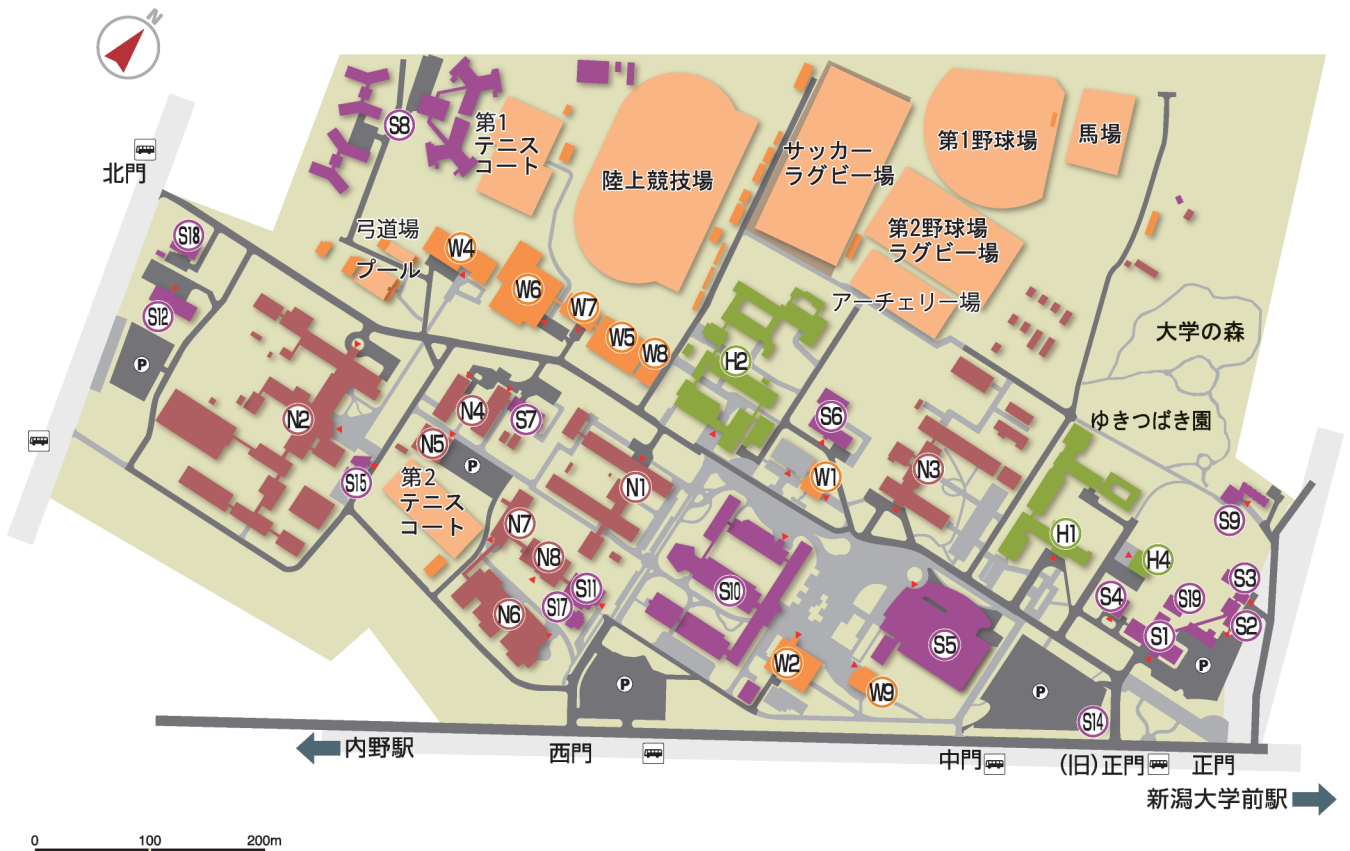 N
北門
S8
第1
テニス
コート
陸上競技場
サッカー
ラグビー場
第1野球場
馬場
第2野球場
ラグビー場
アーチェリー場
弓道場
プール
S18
S12
P
W4
W6
W7
W5
W8
H2
大学の森
ゆきつばき園
N2
N4
S7
N5
P
S15
第2
テニス
コート
N1
S6
W1
N3
N7
N8
S11
S17
N6
S10
H1
H4
S9
S3
S4
S19
S1
S2
P
S5
W2
W9
P
P
S14
内野駅
西門
中門
(旧)正門
正門
新潟大学前駅
0
100
200m